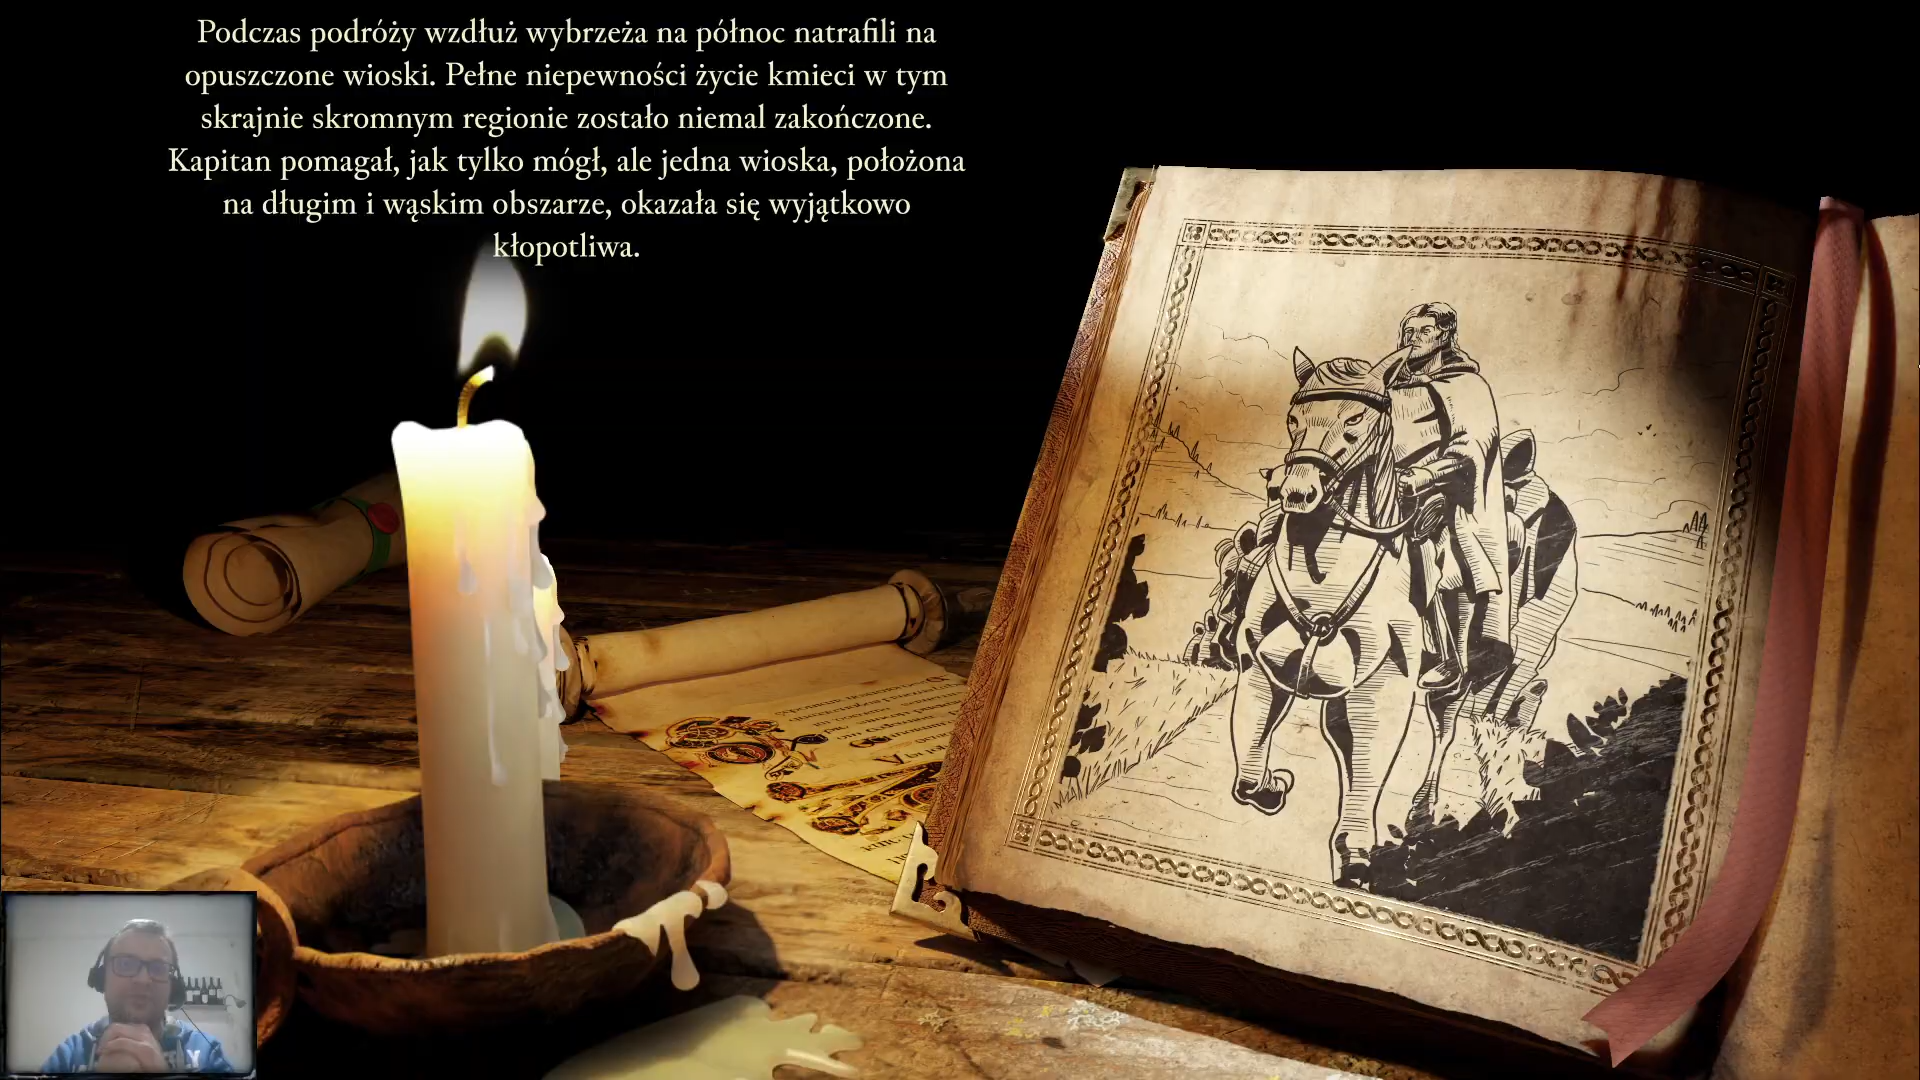 Podczas podróży wzdłuż wybrzeża na północ natrafili na
opuszczone wioski. Pełne niepewności życie kmieci w tym
skrajnie skromnym regionie zostało niemal zakończone.
Kapitan pomagał, jak tylko mógł, ale jedna wioska, położona
na długim i wąskim obszarze, okazała się wyjątkowo
kłopotliwa.